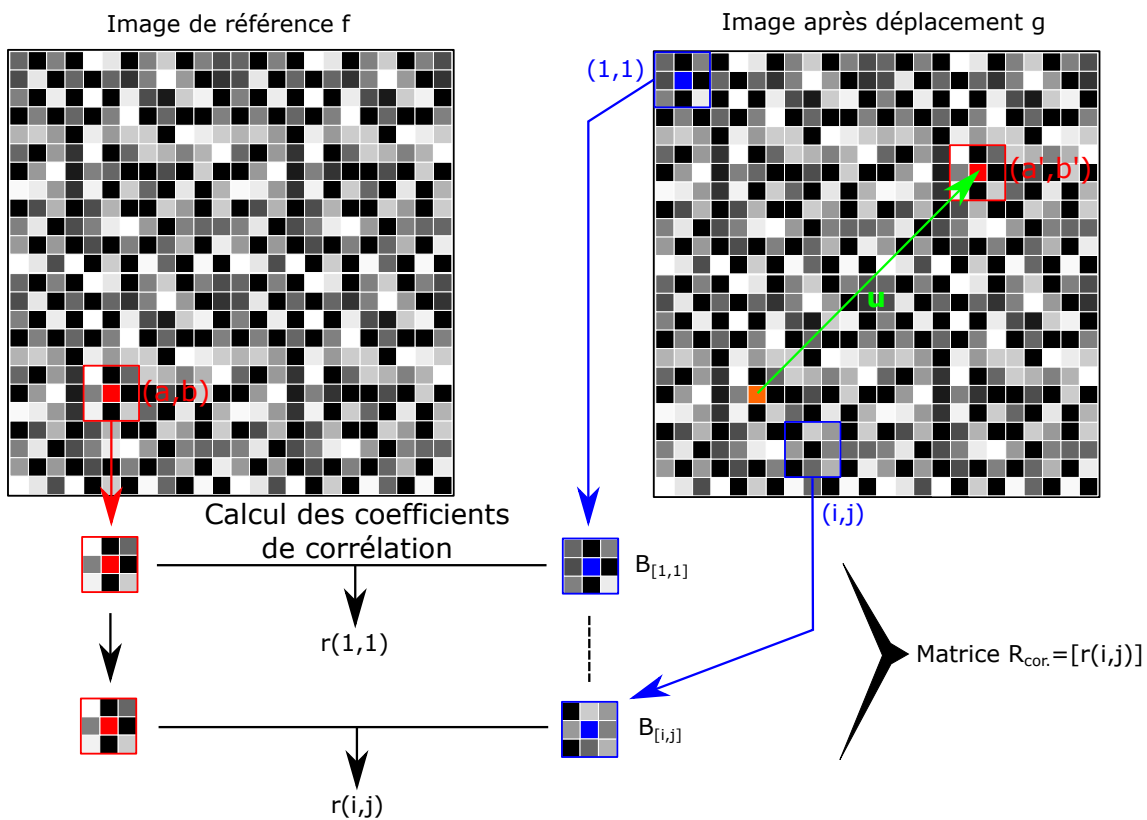 Image de référence f
Image après déplacement g
(1,1)
(a',b')
u
(a,b)
(i,j)
Calcul des coefficients
de corrélation
B[1,1]
r(1,1)
Matrice Rcor.=[r(i,j)]
B[i,j]
r(i,j)